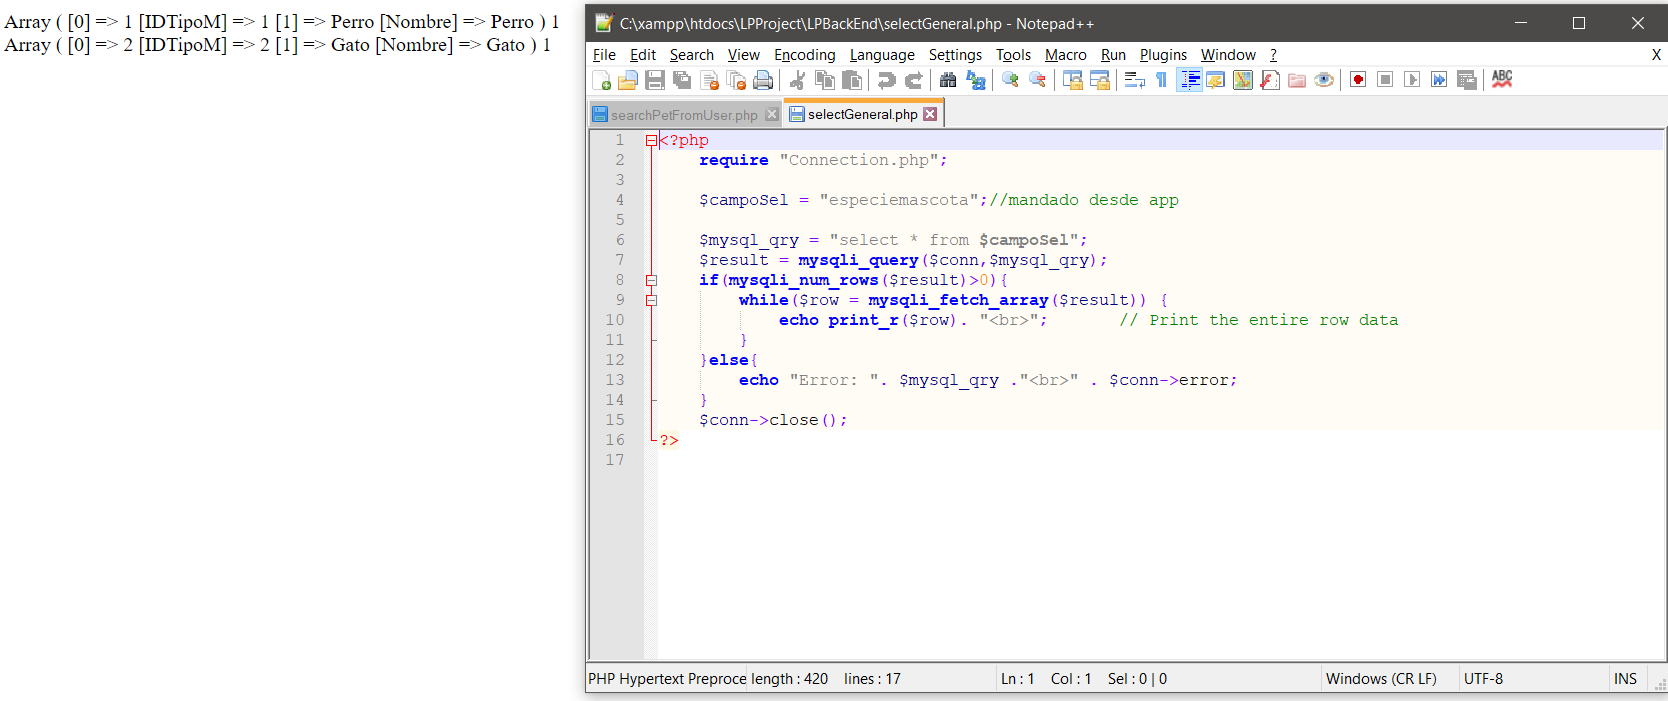 Array ( [0] => 1 [IDTipoM] => 1 [1] => Perro [Nombre] => Perro ) 1
Array ( [0] => 2 [IDTipoM] => 2 [1] => Gato [Nombre] => Gato ) 1
C:\xampp\htdocs\LPProject\LPBackEnd\selectGeneral.php - Notepad++
File Edit Search View Encoding Language Settings Tools Macro Run Plugins Window ? X
ABC
searchPetFromUser.php selectGeneral.php
1 <?php
2 require "Connection.php";
3
4 $campoSel = "especiemascota";//mandado desde app
5
6 $mysql_qry = "select * from $campoSel";
7 $result = mysqli_query($conn,$mysql_qry);
8 if(mysqli_num_rows($result)>0){
9 while($row = mysqli_fetch_array($result)) {
10 echo print_r($row). "<br>"; // Print the entire row data
11 }
12 }else{
13 echo "Error: ". $mysql_qry ."<br>" . $conn->error;
14 }
15 $conn->close();
16 ?>
17
PHP Hypertext Preproce length : 420 lines : 17 Ln : 1 Col : 1 Sel : 0 | 0 Windows (CR LF) UTF-8 INS